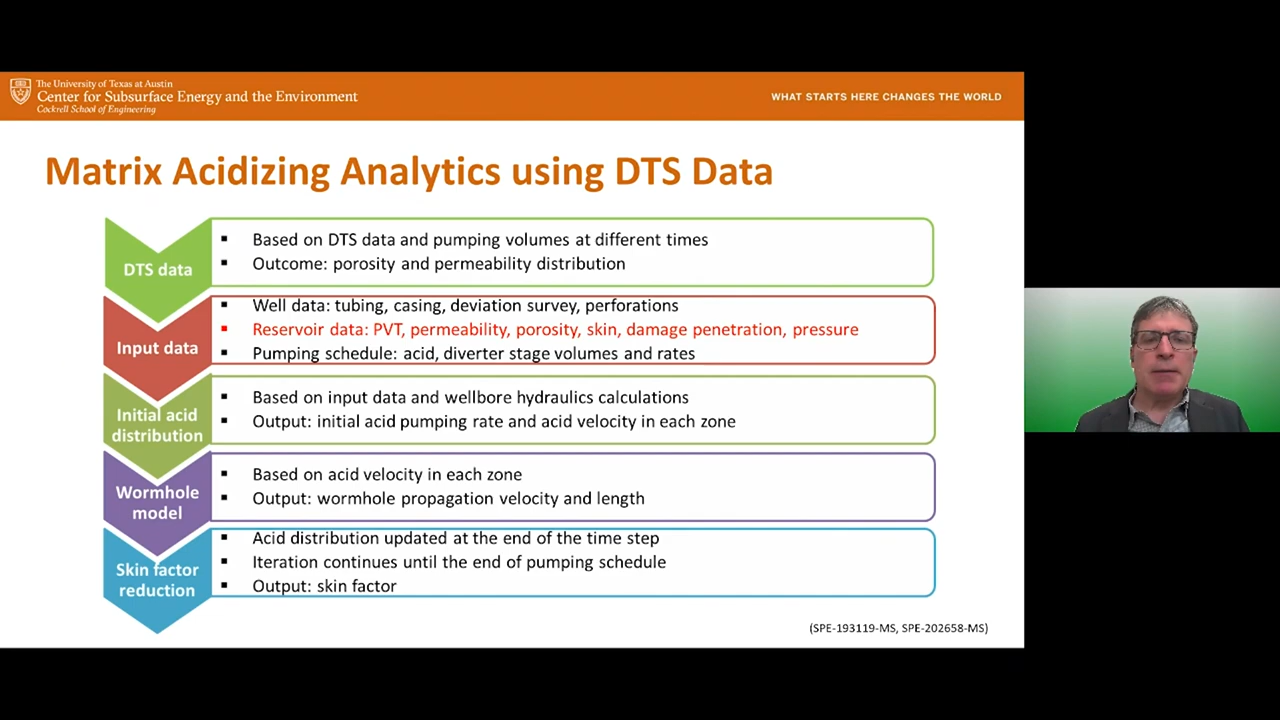 The University of Texas at Austin
Center for Subsurface Energy and the Environment
Cockrell School of Engineering
WHAT STARTS HERE CHANGES THE WORLD
Matrix Acidizing Analytics using DTS Data
DTS data
▪ Based on DTS data and pumping volumes at different times
▪ Outcome: porosity and permeability distribution
Input data
▪ Well data: tubing, casing, deviation survey, perforations
▪ Reservoir data: PVT, permeability, porosity, skin, damage penetration, pressure
▪ Pumping schedule: acid, diverter stage volumes and rates
Initial acid
distribution
▪ Based on input data and wellbore hydraulics calculations
▪ Output: initial acid pumping rate and acid velocity in each zone
Wormhole
model
▪ Based on acid velocity in each zone
▪ Output: wormhole propagation velocity and length
Skin factor
reduction
▪ Acid distribution updated at the end of the time step
▪ Iteration continues until the end of pumping schedule
▪ Output: skin factor
(SPE-193119-MS, SPE-202658-MS)